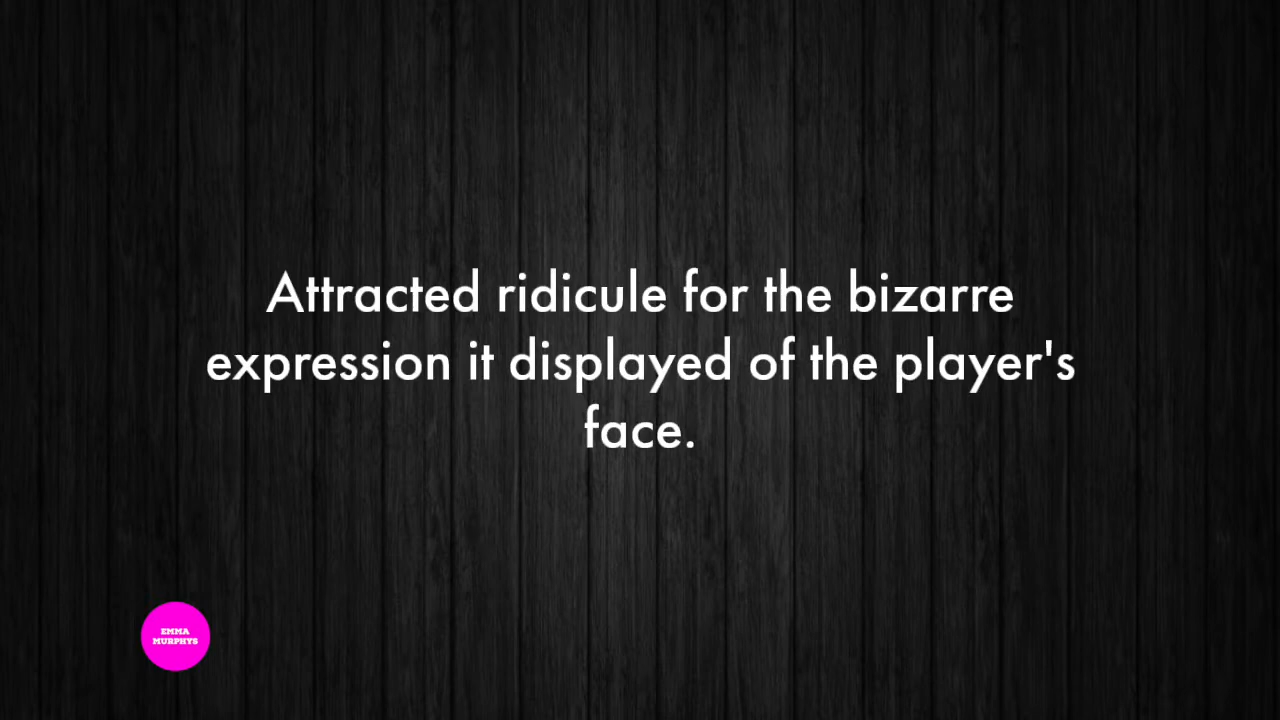 Attracted ridicule for the bizarre
expression it displayed of the player's
face.
EMMA
MURPHYS